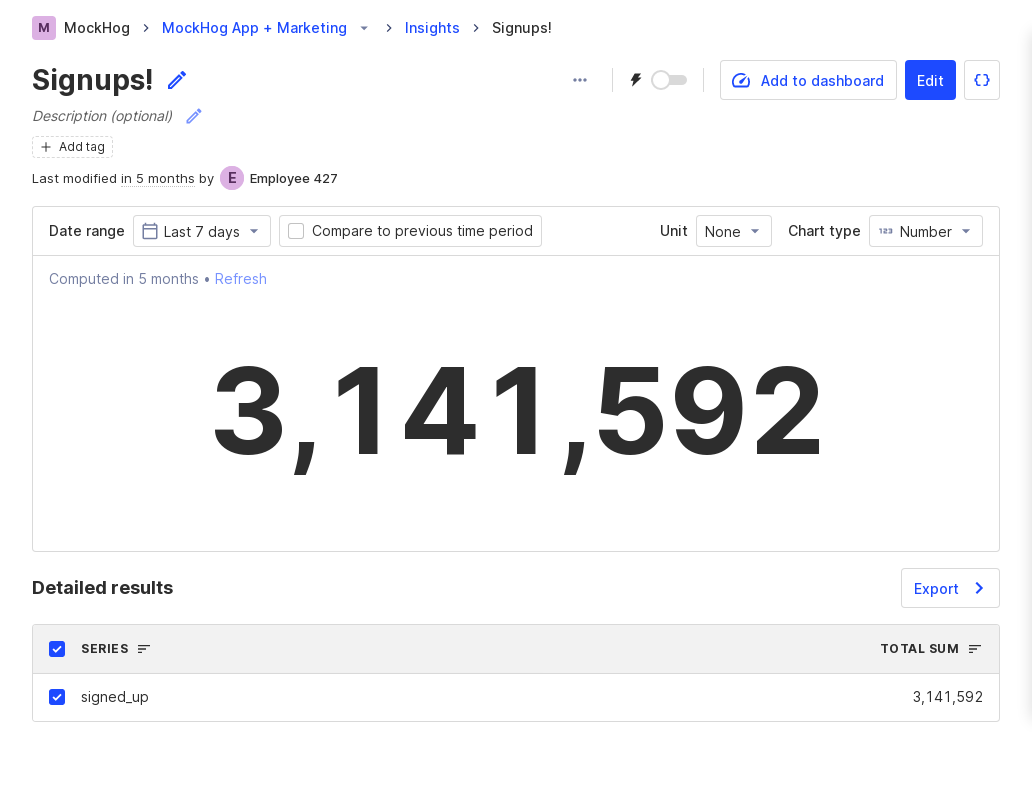 M MockHog MockHog App + Marketing Insights Signups!
Signups!
Add to dashboard Edit
Description (optional)
Add tag
Last modified in 5 months by E Employee 427
Date range Last 7 days Compare to previous time period Unit None Chart type 123 Number
Computed in 5 months • Refresh
3,141,592
Detailed results Export
SERIES TOTAL SUM
signed_up 3,141,592